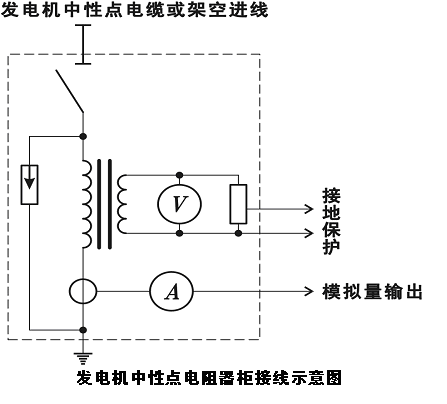 发电机中性点电缆或架空进线
V
接地保护
A
模拟量输出
发电机中性点电阻器柜接线示意图